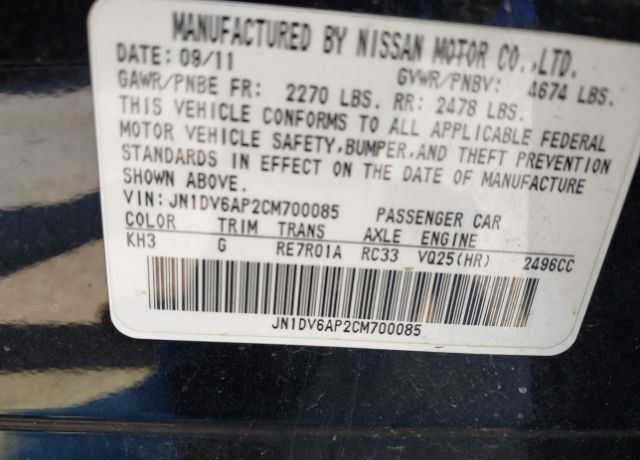 MANUFACTURED BY NISSAN MOTOR CO.,LTD.
DATE: 09/11 GVWR/PNBV: 4674 LBS.
GAWR/PNBE FR: 2270 LBS. RR: 2478 LBS.
THIS VEHICLE CONFORMS TO ALL APPLICABLE FEDERAL
MOTOR VEHICLE SAFETY,BUMPER,AND THEFT PREVENTION
STANDARDS IN EFFECT ON THE DATE OF MANUFACTURE
SHOWN ABOVE.
VIN: JN1DV6AP2CM700085 PASSENGER CAR
COLOR TRIM TRANS AXLE ENGINE
KH3 G RE7R01A RC33 VQ25(HR) 2496CC
JN1DV6AP2CM700085